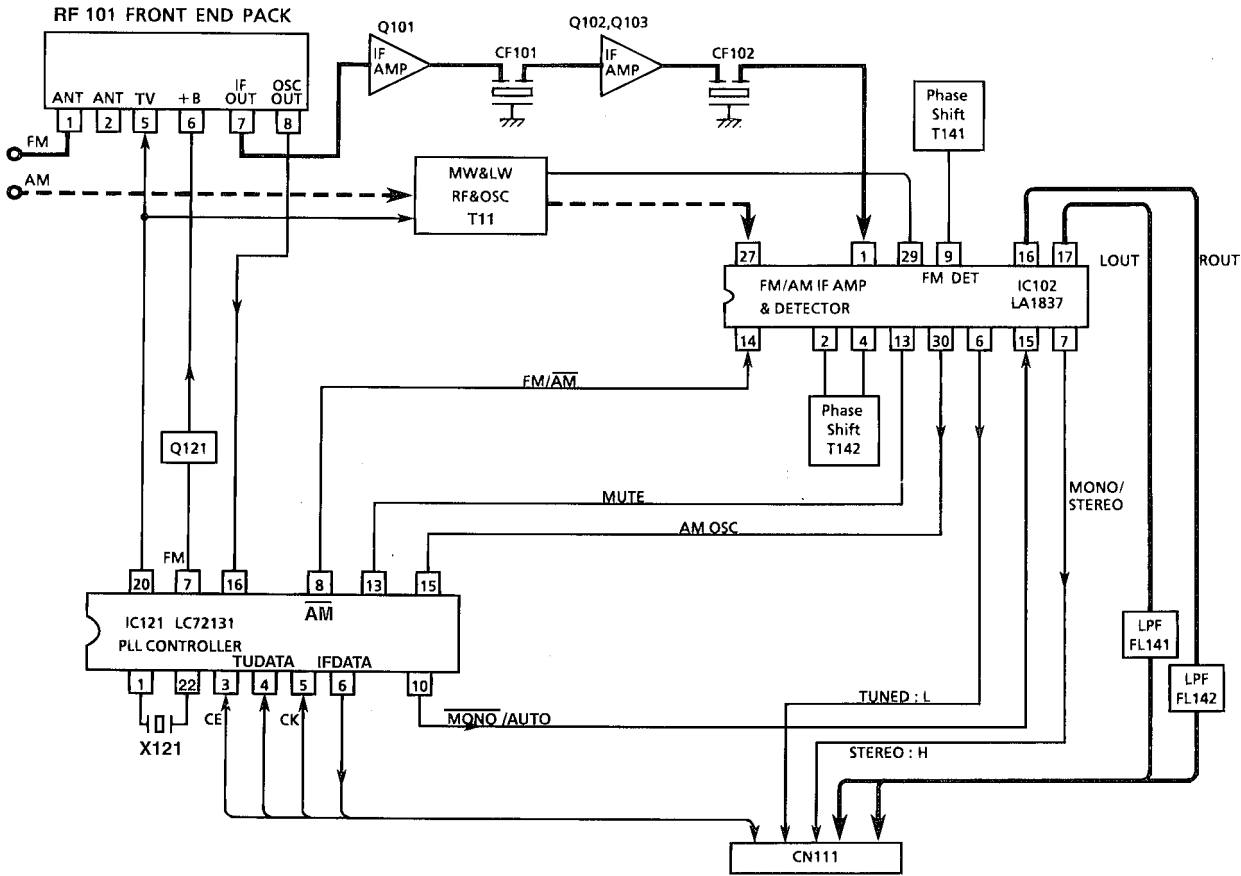 RF 101 FRONT END PACK
ANT ANT TV +B IF OUT OSC OUT
1 2 5 6 7 8
FM
AM
Q101
IF AMP
CF101
Q102,Q103
IF AMP
CF102
Phase
Shift
T141
MW&LW
RF&OSC
T11
27 1 29 9 16 17
LOUT
ROUT
FM/AM IF AMP
& DETECTOR
FM DET
IC102
LA1837
14 2 4 13 30 6 15 7
FM/AM
Phase
Shift
T142
Q121
MUTE
AM OSC
MONO/
STEREO
FM
20 7 16 8 13 15
AM
IC121 LC72131
PLL CONTROLLER
TUDATA IFDATA
1 22 3 4 5 6 10
CE
CK
X121
MONO/AUTO
TUNED : L
STEREO : H
LPF
FL141
LPF
FL142
CN111